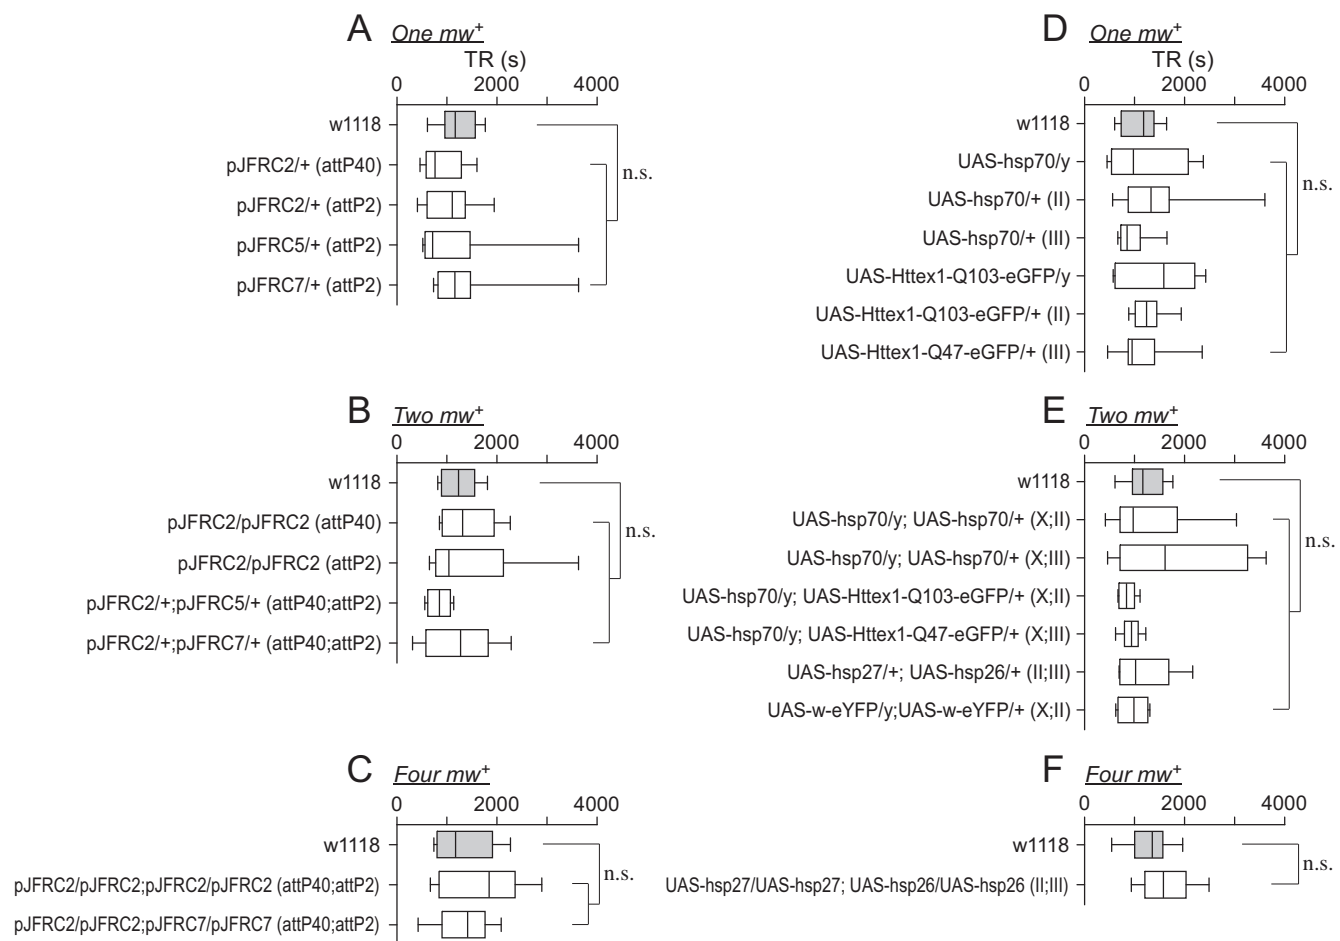 A One mw+
TR (s)
0 2000 4000
w1118
pJFRC2/+ (attP40)
pJFRC2/+ (attP2)
pJFRC5/+ (attP2)
pJFRC7/+ (attP2)
n.s.
B Two mw+
0 2000 4000
w1118
pJFRC2/pJFRC2 (attP40)
pJFRC2/pJFRC2 (attP2)
pJFRC2/+;pJFRC5/+ (attP40;attP2)
pJFRC2/+;pJFRC7/+ (attP40;attP2)
n.s.
C Four mw+
0 2000 4000
w1118
pJFRC2/pJFRC2;pJFRC2/pJFRC2 (attP40;attP2)
pJFRC2/pJFRC2;pJFRC7/pJFRC7 (attP40;attP2)
n.s.
D One mw+
TR (s)
0 2000 4000
w1118
UAS-hsp70/y
UAS-hsp70/+ (II)
UAS-hsp70/+ (III)
UAS-Httex1-Q103-eGFP/y
UAS-Httex1-Q103-eGFP/+ (II)
UAS-Httex1-Q47-eGFP/+ (III)
n.s.
E Two mw+
0 2000 4000
w1118
UAS-hsp70/y; UAS-hsp70/+ (X;II)
UAS-hsp70/y; UAS-hsp70/+ (X;III)
UAS-hsp70/y; UAS-Httex1-Q103-eGFP/+ (X;II)
UAS-hsp70/y; UAS-Httex1-Q47-eGFP/+ (X;III)
UAS-hsp27/+; UAS-hsp26/+ (II;III)
UAS-w-eYFP/y;UAS-w-eYFP/+ (X;II)
n.s.
F Four mw+
0 2000 4000
w1118
UAS-hsp27/UAS-hsp27; UAS-hsp26/UAS-hsp26 (II;III)
n.s.